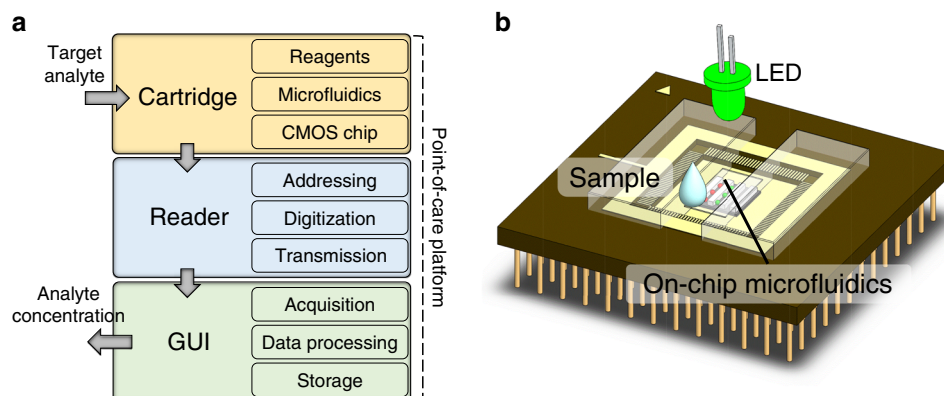 a
Target
analyte
Cartridge
Reagents
Microfluidics
CMOS chip
Reader
Addressing
Digitization
Transmission
Analyte
concentration
GUI
Acquisition
Data processing
Storage
Point-of-care platform
b
LED
Sample
On-chip microfluidics